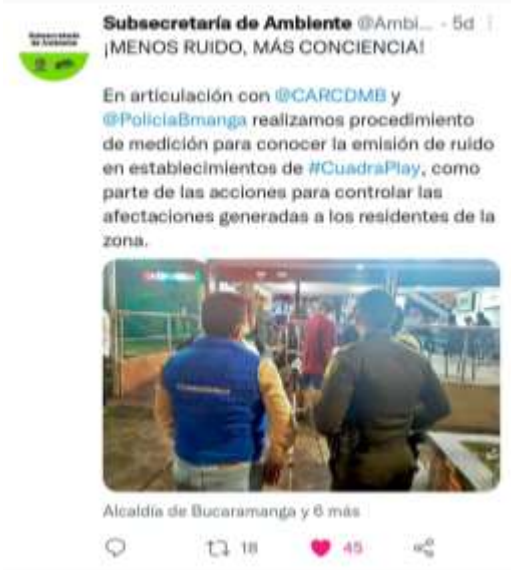 Subsecretaría de Ambiente @Ambi... · 5d
¡MENOS RUIDO, MÁS CONCIENCIA!
En articulación con @CARCDMB y
@PoliciaBmanga realizamos procedimiento
de medición para conocer la emisión de ruido
en establecimientos de #CuadraPlay, como
parte de las acciones para controlar las
afectaciones generadas a los residentes de la
zona.
Alcaldía de Bucaramanga y 6 más
18
45